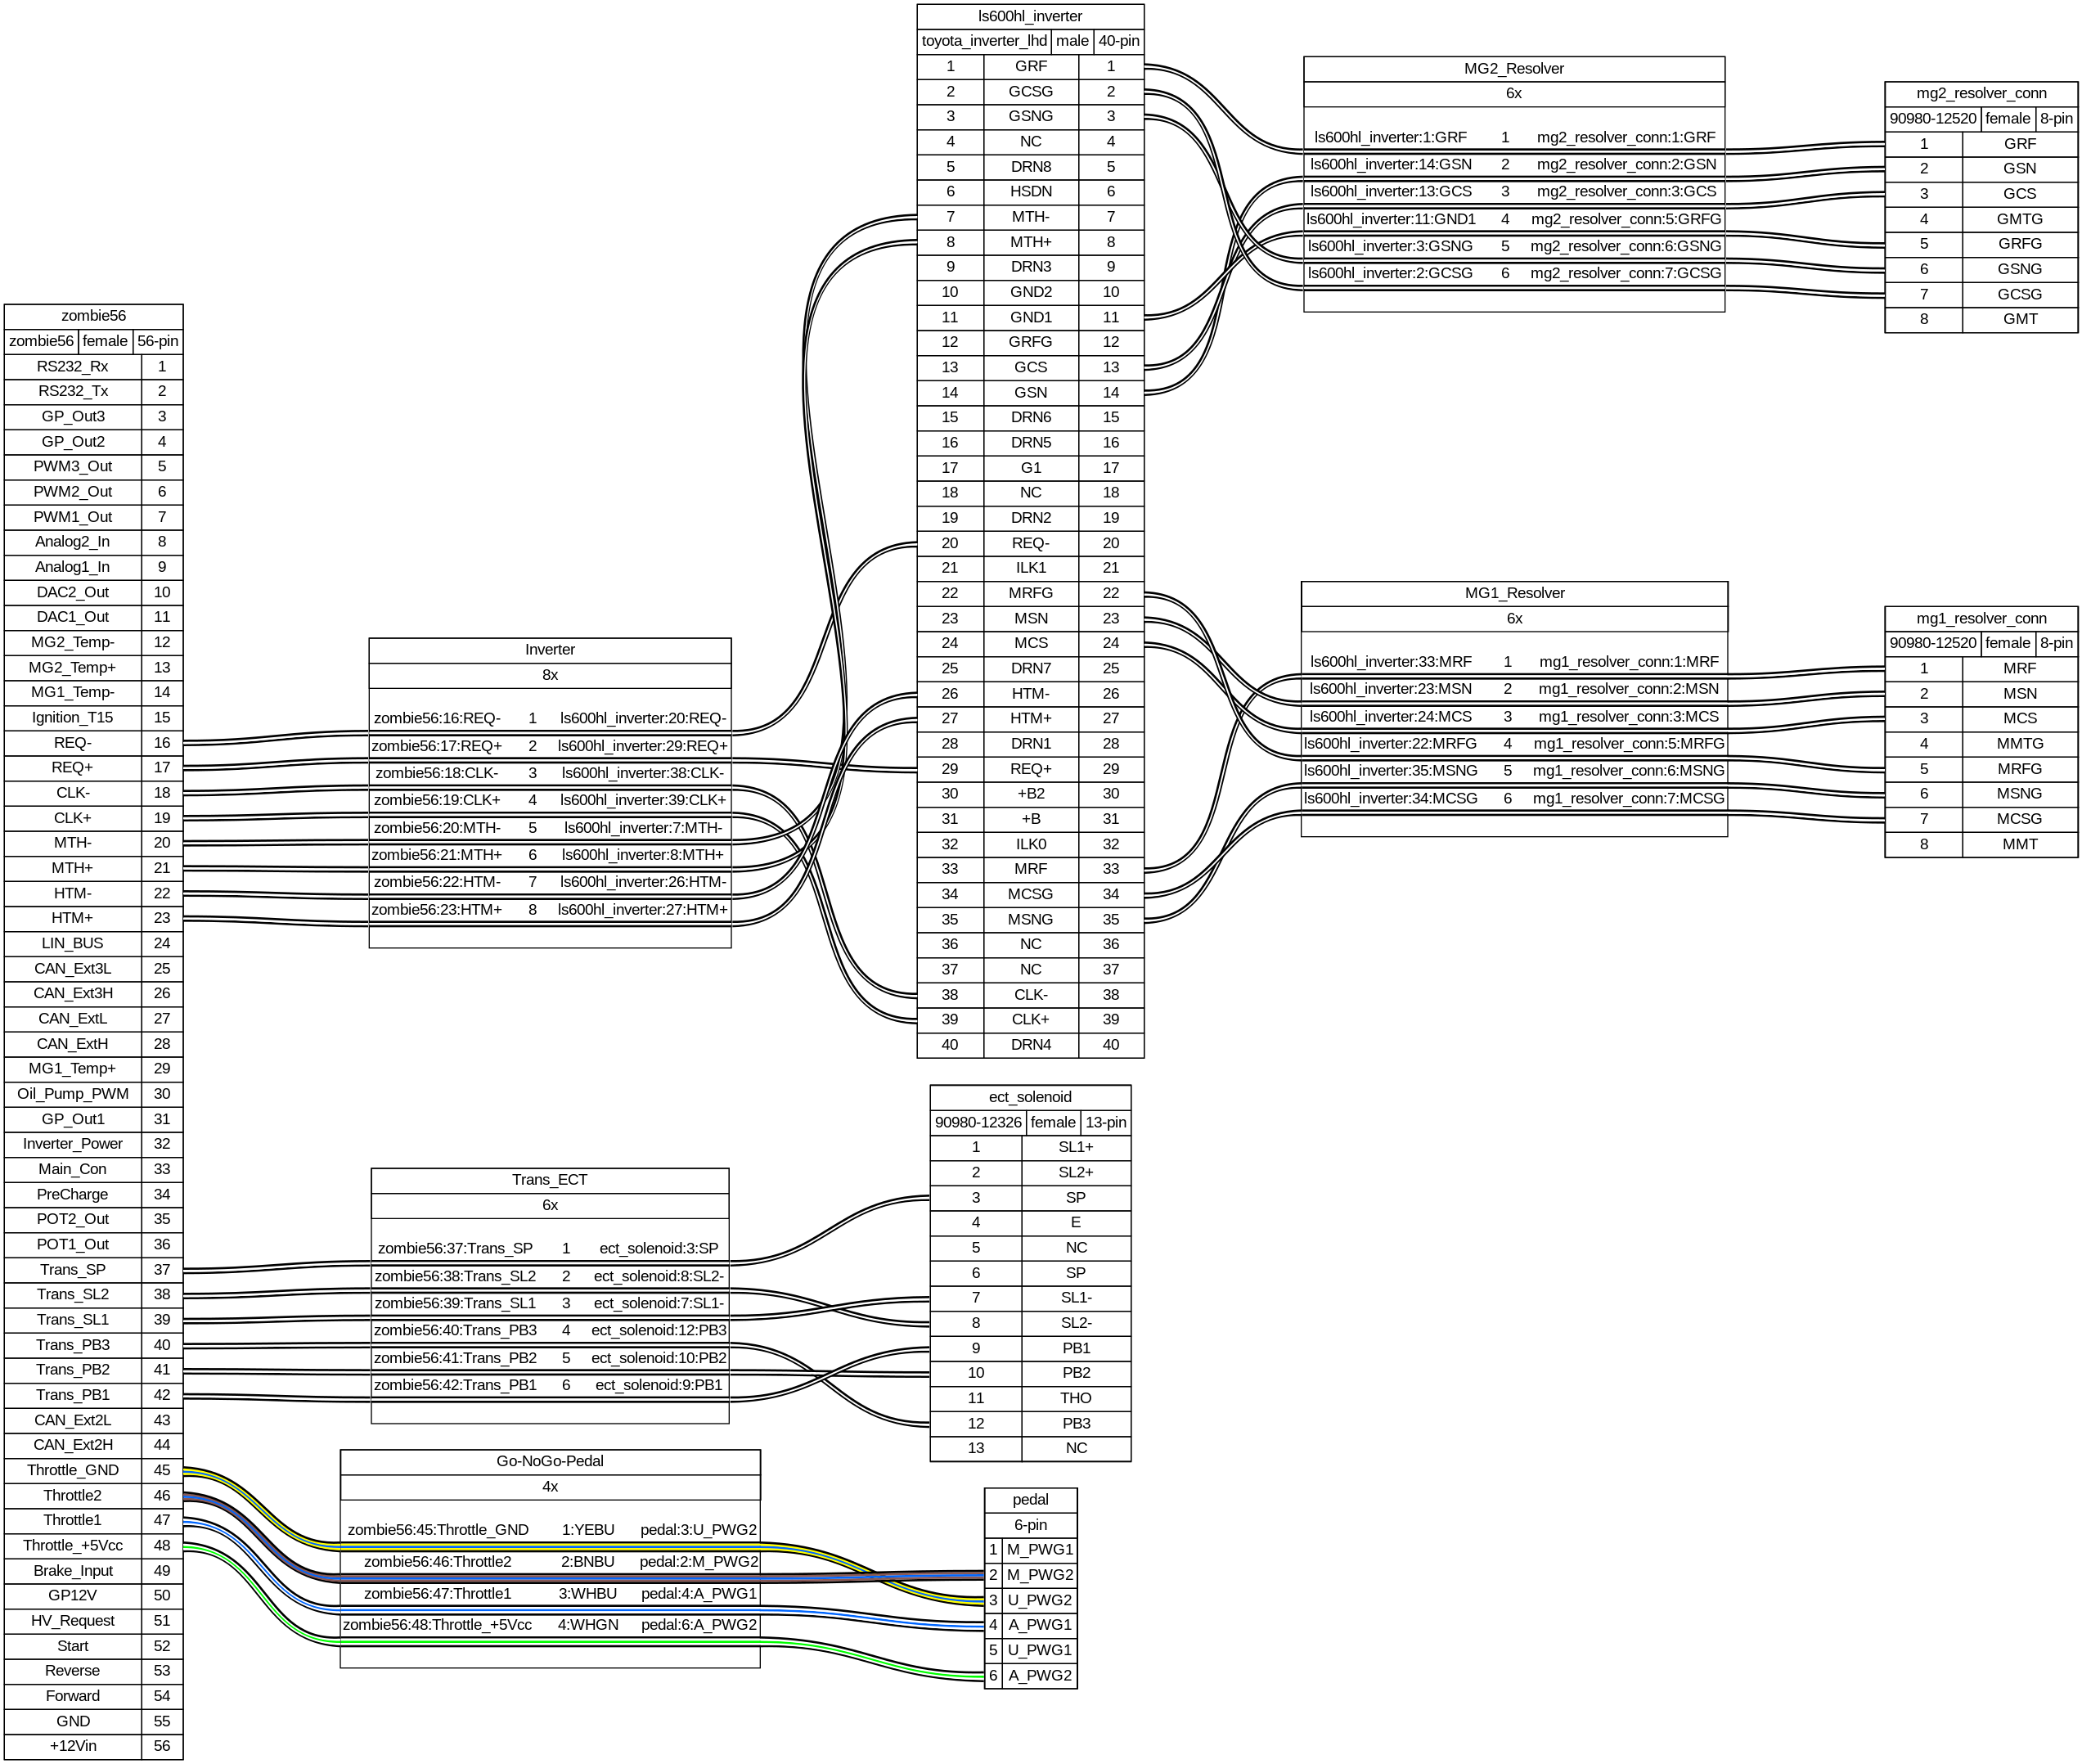 zombie56
zombie56 female 56-pin
RS232_Rx 1
RS232_Tx 2
GP_Out3 3
GP_Out2 4
PWM3_Out 5
PWM2_Out 6
PWM1_Out 7
Analog2_In 8
Analog1_In 9
DAC2_Out 10
DAC1_Out 11
MG2_Temp- 12
MG2_Temp+ 13
MG1_Temp- 14
Ignition_T15 15
REQ- 16
REQ+ 17
CLK- 18
CLK+ 19
MTH- 20
MTH+ 21
HTM- 22
HTM+ 23
LIN_BUS 24
CAN_Ext3L 25
CAN_Ext3H 26
CAN_ExtL 27
CAN_ExtH 28
MG1_Temp+ 29
Oil_Pump_PWM 30
GP_Out1 31
Inverter_Power 32
Main_Con 33
PreCharge 34
POT2_Out 35
POT1_Out 36
Trans_SP 37
Trans_SL2 38
Trans_SL1 39
Trans_PB3 40
Trans_PB2 41
Trans_PB1 42
CAN_Ext2L 43
CAN_Ext2H 44
Throttle_GND 45
Throttle2 46
Throttle1 47
Throttle_+5Vcc 48
Brake_Input 49
GP12V 50
HV_Request 51
Start 52
Reverse 53
Forward 54
GND 55
+12Vin 56
Inverter
8x
zombie56:16:REQ- 1 ls600hl_inverter:20:REQ-
zombie56:17:REQ+ 2 ls600hl_inverter:29:REQ+
zombie56:18:CLK- 3 ls600hl_inverter:38:CLK-
zombie56:19:CLK+ 4 ls600hl_inverter:39:CLK+
zombie56:20:MTH- 5 ls600hl_inverter:7:MTH-
zombie56:21:MTH+ 6 ls600hl_inverter:8:MTH+
zombie56:22:HTM- 7 ls600hl_inverter:26:HTM-
zombie56:23:HTM+ 8 ls600hl_inverter:27:HTM+
Trans_ECT
6x
zombie56:37:Trans_SP 1 ect_solenoid:3:SP
zombie56:38:Trans_SL2 2 ect_solenoid:8:SL2-
zombie56:39:Trans_SL1 3 ect_solenoid:7:SL1-
zombie56:40:Trans_PB3 4 ect_solenoid:12:PB3
zombie56:41:Trans_PB2 5 ect_solenoid:10:PB2
zombie56:42:Trans_PB1 6 ect_solenoid:9:PB1
Go-NoGo-Pedal
4x
zombie56:45:Throttle_GND 1:YEBU pedal:3:U_PWG2
zombie56:46:Throttle2 2:BNBU pedal:2:M_PWG2
zombie56:47:Throttle1 3:WHBU pedal:4:A_PWG1
zombie56:48:Throttle_+5Vcc 4:WHGN pedal:6:A_PWG2
ls600hl_inverter
toyota_inverter_lhd male 40-pin
1 GRF 1
2 GCSG 2
3 GSNG 3
4 NC 4
5 DRN8 5
6 HSDN 6
7 MTH- 7
8 MTH+ 8
9 DRN3 9
10 GND2 10
11 GND1 11
12 GRFG 12
13 GCS 13
14 GSN 14
15 DRN6 15
16 DRN5 16
17 G1 17
18 NC 18
19 DRN2 19
20 REQ- 20
21 ILK1 21
22 MRFG 22
23 MSN 23
24 MCS 24
25 DRN7 25
26 HTM- 26
27 HTM+ 27
28 DRN1 28
29 REQ+ 29
30 +B2 30
31 +B 31
32 ILK0 32
33 MRF 33
34 MCSG 34
35 MSNG 35
36 NC 36
37 NC 37
38 CLK- 38
39 CLK+ 39
40 DRN4 40
ect_solenoid
90980-12326 female 13-pin
1 SL1+
2 SL2+
3 SP
4 E
5 NC
6 SP
7 SL1-
8 SL2-
9 PB1
10 PB2
11 THO
12 PB3
13 NC
pedal
6-pin
1 M_PWG1
2 M_PWG2
3 U_PWG2
4 A_PWG1
5 U_PWG1
6 A_PWG2
MG2_Resolver
6x
ls600hl_inverter:1:GRF 1 mg2_resolver_conn:1:GRF
ls600hl_inverter:14:GSN 2 mg2_resolver_conn:2:GSN
ls600hl_inverter:13:GCS 3 mg2_resolver_conn:3:GCS
ls600hl_inverter:11:GND1 4 mg2_resolver_conn:5:GRFG
ls600hl_inverter:3:GSNG 5 mg2_resolver_conn:6:GSNG
ls600hl_inverter:2:GCSG 6 mg2_resolver_conn:7:GCSG
MG1_Resolver
6x
ls600hl_inverter:33:MRF 1 mg1_resolver_conn:1:MRF
ls600hl_inverter:23:MSN 2 mg1_resolver_conn:2:MSN
ls600hl_inverter:24:MCS 3 mg1_resolver_conn:3:MCS
ls600hl_inverter:22:MRFG 4 mg1_resolver_conn:5:MRFG
ls600hl_inverter:35:MSNG 5 mg1_resolver_conn:6:MSNG
ls600hl_inverter:34:MCSG 6 mg1_resolver_conn:7:MCSG
mg2_resolver_conn
90980-12520 female 8-pin
1 GRF
2 GSN
3 GCS
4 GMTG
5 GRFG
6 GSNG
7 GCSG
8 GMT
mg1_resolver_conn
90980-12520 female 8-pin
1 MRF
2 MSN
3 MCS
4 MMTG
5 MRFG
6 MSNG
7 MCSG
8 MMT